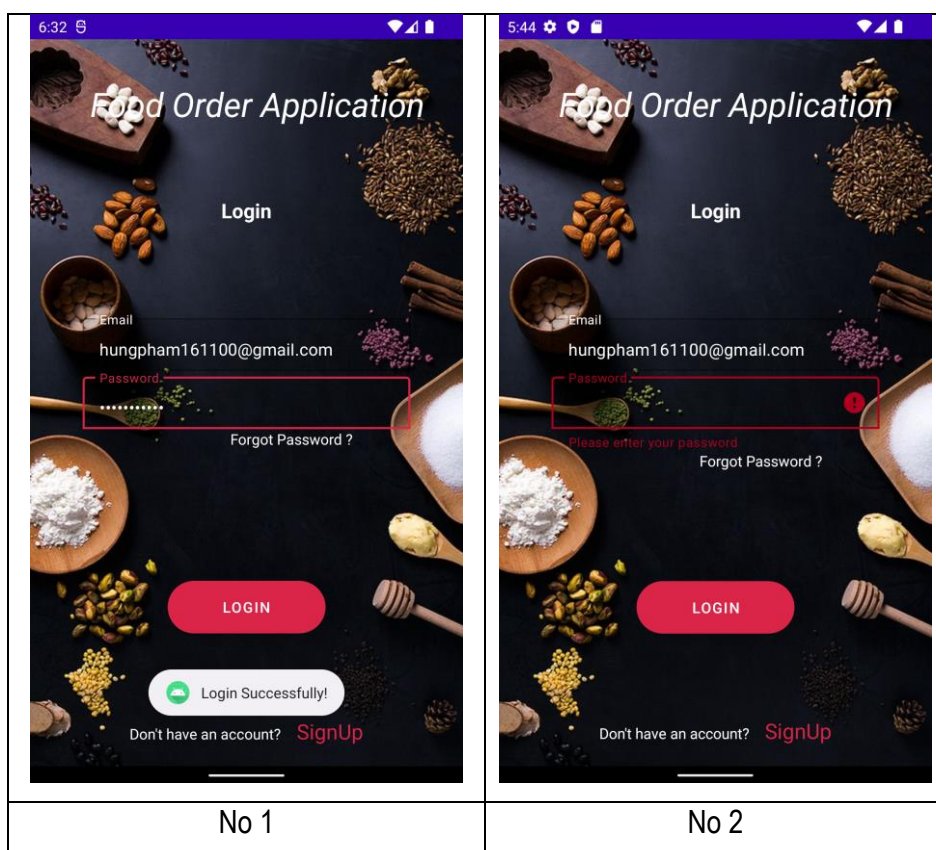 6:32
Food Order Application
Login
Email
hungpham161100@gmail.com
Password
Forgot Password ?
LOGIN
Login Successfully!
Don't have an account? SignUp
No 1
5:44
Food Order Application
Login
Email
hungpham161100@gmail.com
Password
Please enter your password
Forgot Password ?
LOGIN
Don't have an account? SignUp
No 2